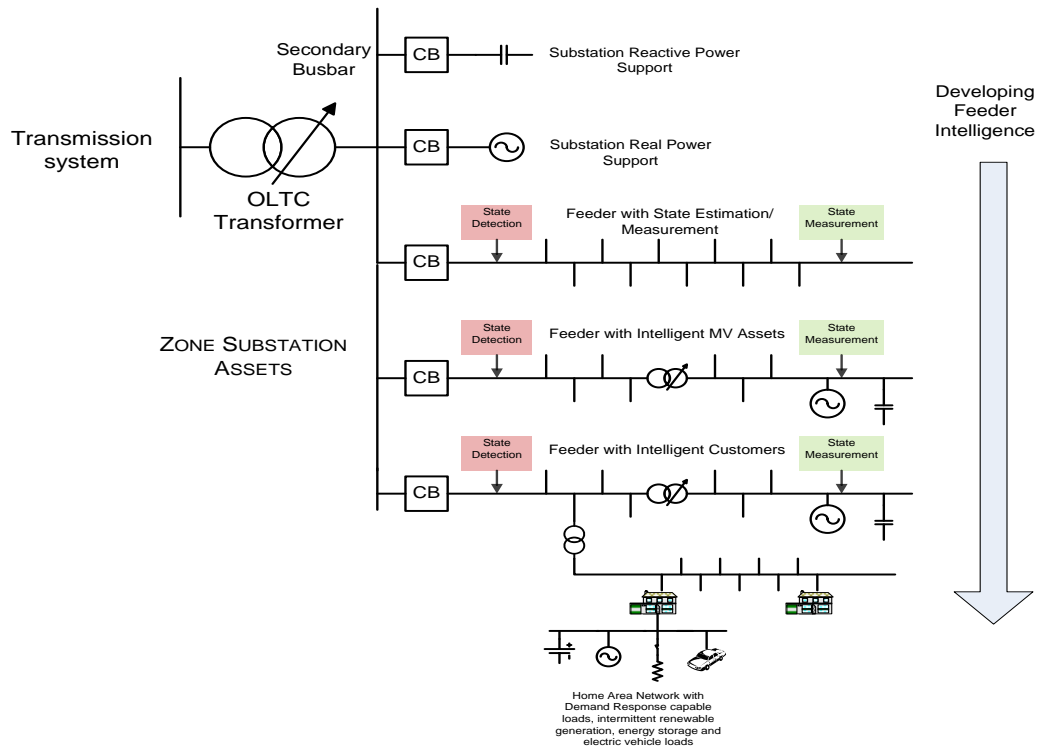 Secondary
Busbar
CB
Substation Reactive Power
Support
Developing
Feeder
Intelligence
Transmission
system
OLTC
Transformer
CB
Substation Real Power
Support
State
Detection
Feeder with State Estimation/
Measurement
State
Measurement
CB
ZONE SUBSTATION
ASSETS
State
Detection
Feeder with Intelligent MV Assets
State
Measurement
CB
State
Detection
Feeder with Intelligent Customers
State
Measurement
CB
Home Area Network with
Demand Response capable
loads, intermittent renewable
generation, energy storage and
electric vehicle loads